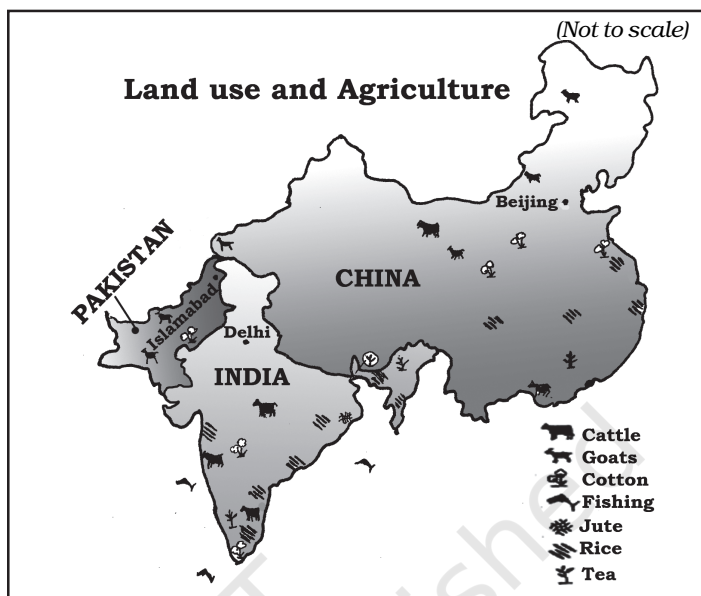 (Not to scale)
Land use and Agriculture
Beijing
PAKISTAN
CHINA
Islamabad
Delhi
INDIA
Cattle
Goats
Cotton
Fishing
Jute
Rice
Tea